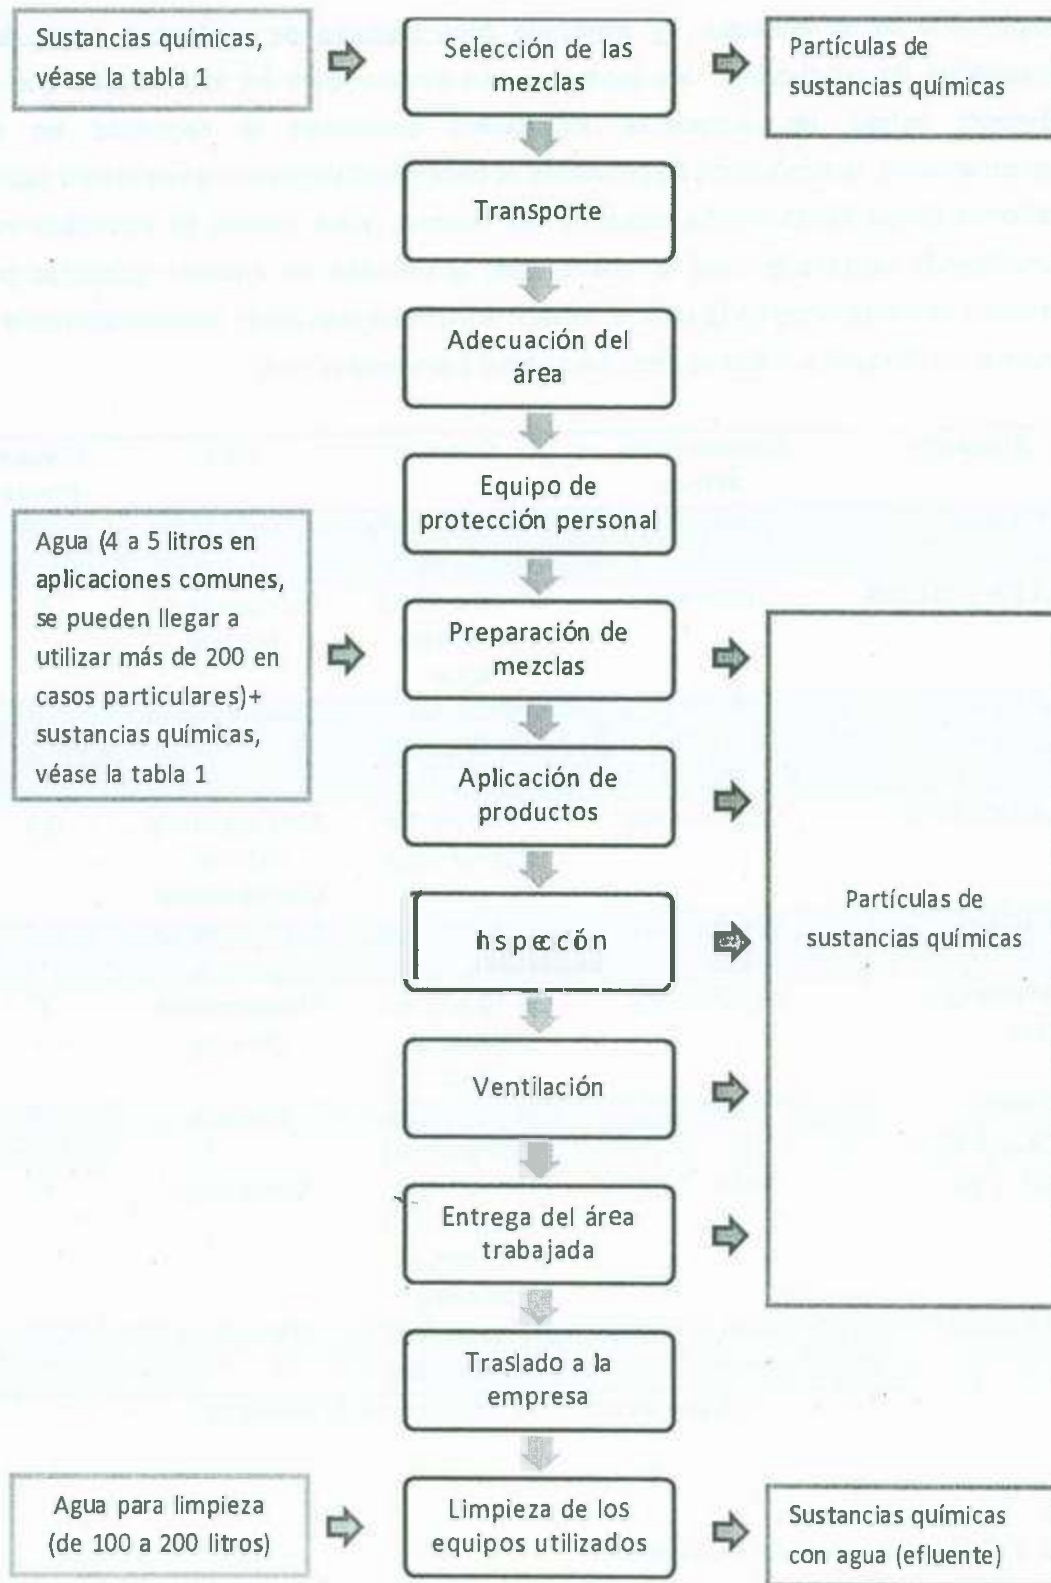 Sustancias químicas,
véase la tabla 1
Selección de las
mezclas
Partículas de
sustancias químicas
Transporte
Adecuación del
área
Equipo de
protección personal
Agua (4 a 5 litros en
aplicaciones comunes,
se pueden llegar a
utilizar más de 200 en
casos particulares)+
sustancias químicas,
véase la tabla 1
Preparación de
mezclas
Aplicación de
productos
Inspección
Partículas de
sustancias químicas
Ventilación
Entrega del área
trabajada
Traslado a la
empresa
Agua para limpieza
(de 100 a 200 litros)
Limpieza de los
equipos utilizados
Sustancias químicas
con agua (efluente)